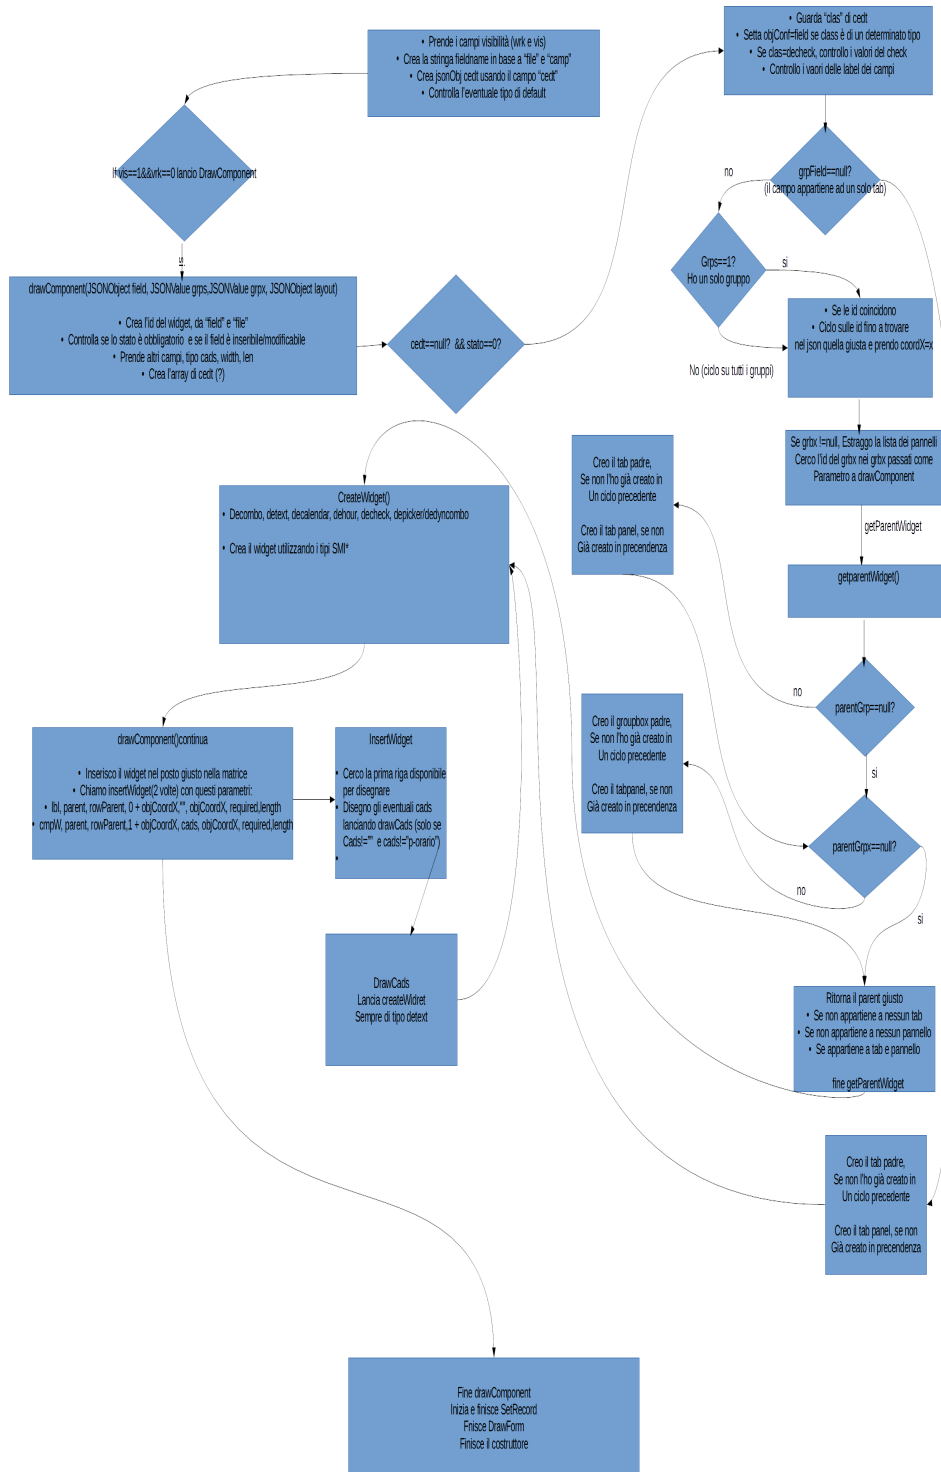 • Prende i campi visibilità (wrk e vis)
• Crea la stringa fieldname in base a “file” e “camp”
• Crea jsonObj cedt usando il campo “cedt”
• Controlla l’eventuale tipo di default
If vis==1&&vrk==0 lancio DrawComponent
si
drawComponent(JSONObject field, JSONValue grps,JSONValue grpx, JSONObject layout)
• Crea l’id del widget, da “field” e “file”
• Controlla se lo stato è obbligatorio e se il field è inseribile/modificabile
• Prende altri campi, tipo cads, width, len
• Crea l’array di cedt (?)
cedt==null? && stato==0?
• Guarda “clas” di cedt
• Setta objConf=field se class è di un determinato tipo
• Se clas=decheck, controllo i valori del check
• Controllo i vaori delle label dei campi
grpField==null?
(il campo appartiene ad un solo tab)
no
Grps==1?
Ho un solo gruppo
si
No (ciclo su tutti i gruppi)
• Se le id coincidono
• Ciclo sulle id fino a trovare
nel json quella giusta e prendo coordX=x
Se grbx !=null, Estraggo la lista dei pannelli
Cerco l’id del grbx nei grbx passati come
Parametro a drawComponent
getParentWidget
getparentWidget()
parentGrp==null?
no
si
Creo il tab padre,
Se non l’ho già creato in
Un ciclo precedente
Creo il tab panel, se non
Già creato in precendenza
parentGrpx==null?
no
si
Creo il groupbox padre,
Se non l’ho già creato in
Un ciclo precedente
Creo il tabpanel, se non
Già creato in precendenza
Ritorna il parent giusto
• Se non appartiene a nessun tab
• Se non appartiene a nessun pannello
• Se appartiene a tab e pannello
fine getParentWidget
Creo il tab padre,
Se non l’ho già creato in
Un ciclo precedente
Creo il tab panel, se non
Già creato in precendenza
CreateWidget()
• Decombo, detext, decalendar, dehour, decheck, depicker/dedyncombo
• Crea il widget utilizzando i tipi SMI*
drawComponent()continua
• Inserisco il widget nel posto giusto nella matrice
• Chiamo insertWidget(2 volte) con questi parametri:
• lbl, parent, rowParent, 0 + objCoordX,"", objCoordX, required,length
• cmpW, parent, rowParent,1 + objCoordX, cads, objCoordX, required,length
InsertWidget
• Cerco la prima riga disponibile
per disegnare
• Disegno gli eventuali cads
lanciando drawCads (solo se
Cads!="" e cads!="p-orario")
•
DrawCads
Lancia createWidret
Sempre di tipo detext
Fine drawComponent
Inizia e finisce SetRecord
Fnisce DrawForm
Finisce il costruttore